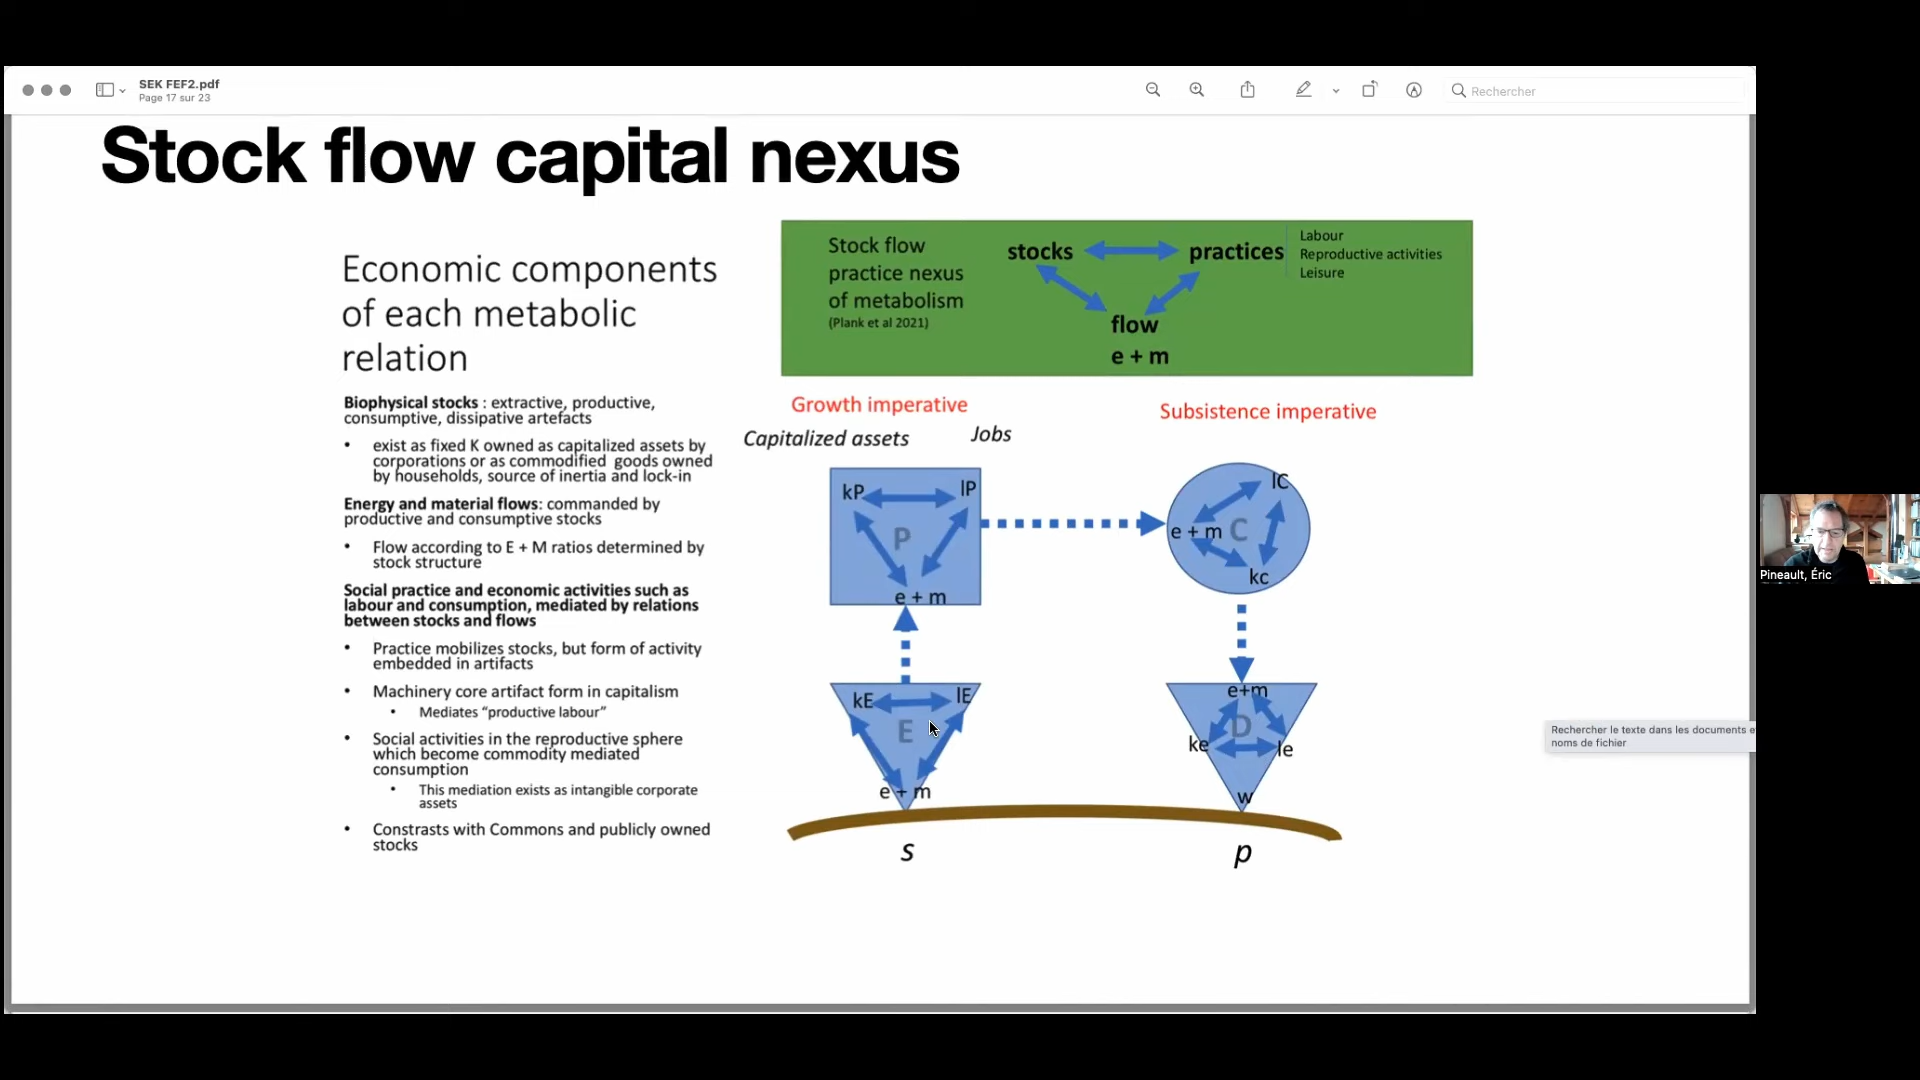 SEK FEF2.pdf
Page 17 sur 23
Rechercher
Stock flow capital nexus
Economic components
of each metabolic
relation
Biophysical stocks : extractive, productive,
consumptive, dissipative artefacts
• exist as fixed K owned as capitalized assets by
corporations or as commodified goods owned
by households, source of inertia and lock-in
Energy and material flows: commanded by
productive and consumptive stocks
• Flow according to E + M ratios determined by
stock structure
Social practice and economic activities such as
labour and consumption, mediated by relations
between stocks and flows
• Practice mobilizes stocks, but form of activity
embedded in artifacts
• Machinery core artifact form in capitalism
• Mediates “productive labour”
• Social activities in the reproductive sphere
which become commodity mediated
consumption
• This mediation exists as intangible corporate
assets
• Constrasts with Commons and publicly owned
stocks
Stock flow
practice nexus
of metabolism
(Plank et al 2021)
stocks
practices
flow
e + m
Labour
Reproductive activities
Leisure
Growth imperative
Subsistence imperative
Capitalized assets
Jobs
kP
lP
P
e + m
lC
e + m
C
kc
kE
lE
E
e + m
e+m
D
ke
le
w
s
p
Rechercher le texte dans les documents e
noms de fichier
Pineault, Éric